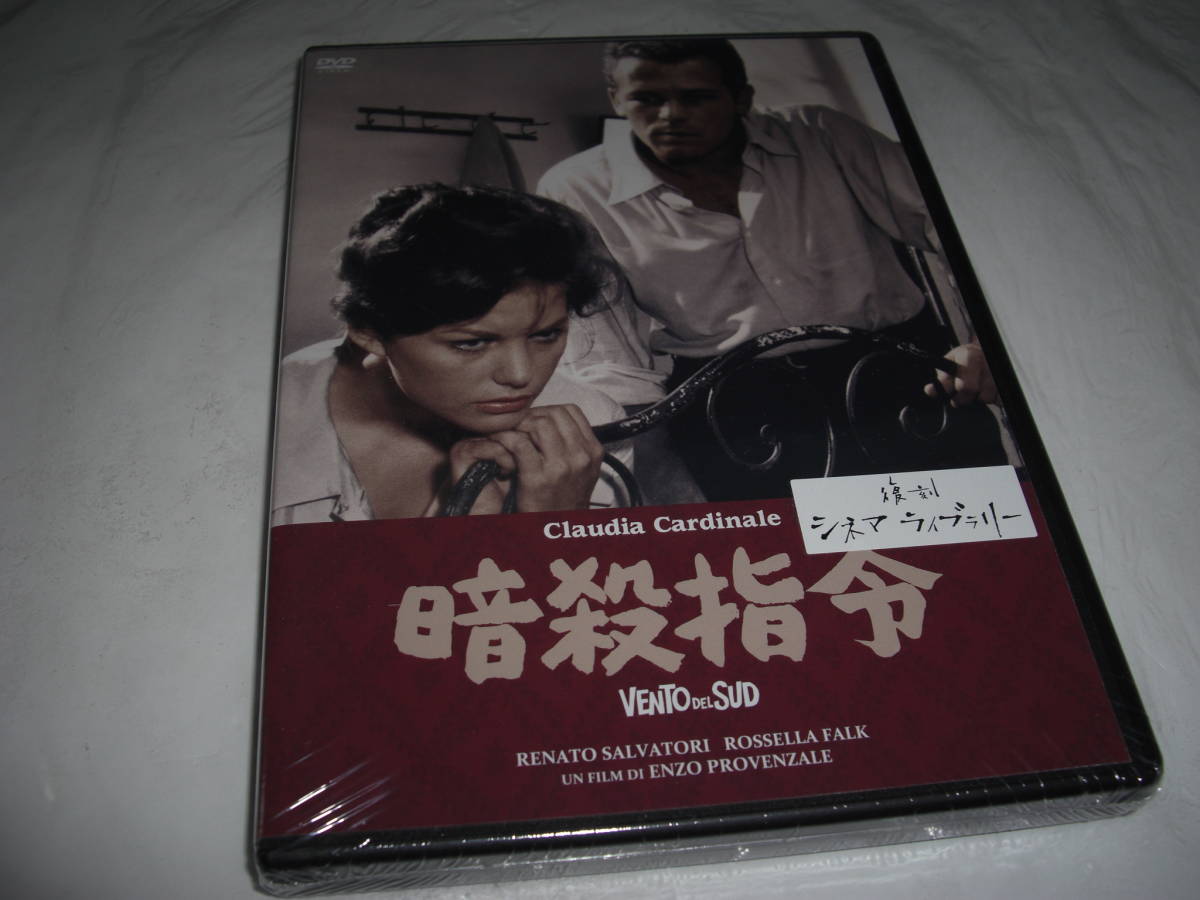 DVD
VIDEO
復刻
シネマ ライブラリー
Claudia Cardinale
暗殺指令
VENTO DEL SUD
RENATO SALVATORI ROSSELLA FALK
UN FILM DI ENZO PROVENZALE